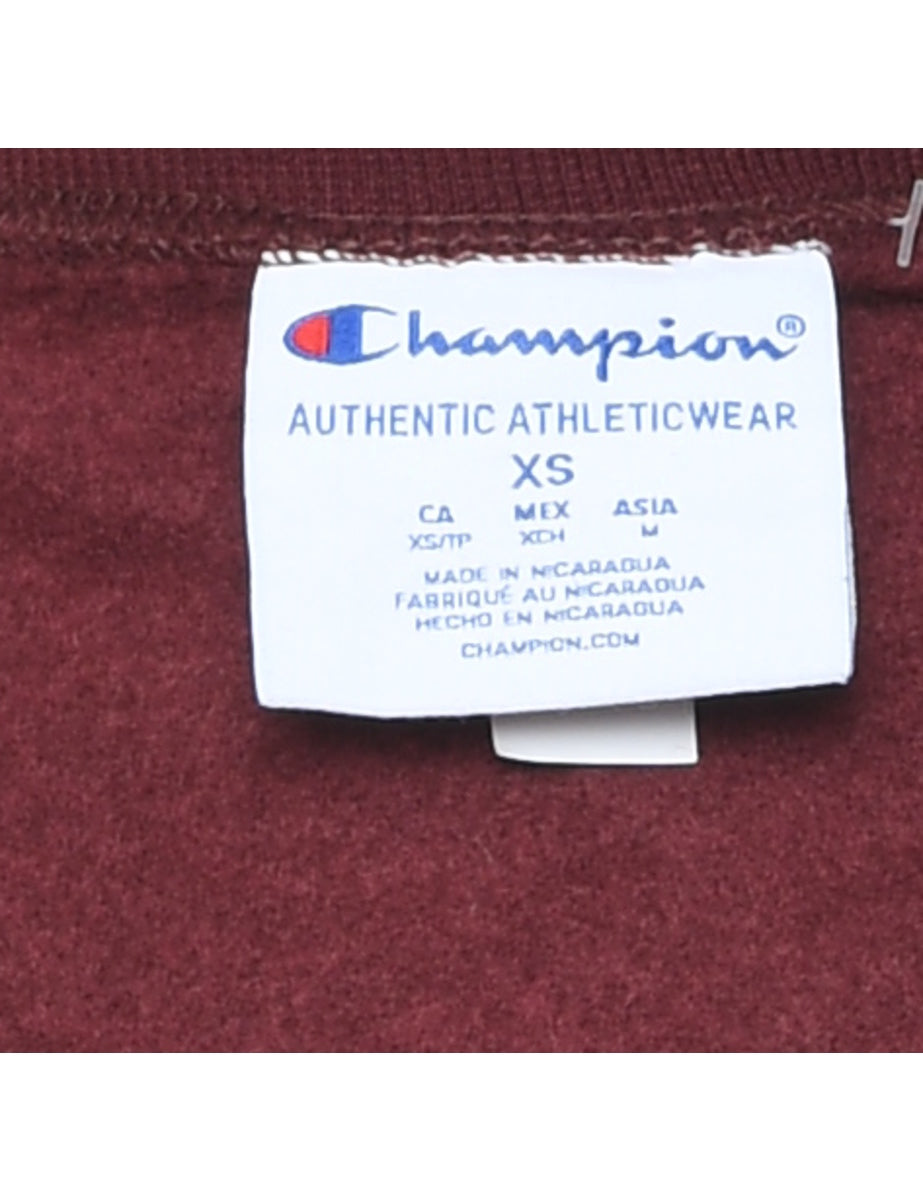 Champion®
AUTHENTIC ATHLETICWEAR
XS
CA MEX ASIA
XS/TP XCH M
MADE IN NICARAGUA
FABRIQUÉ AU NICARAGUA
HECHO EN NICARAGUA
CHAMPION.COM